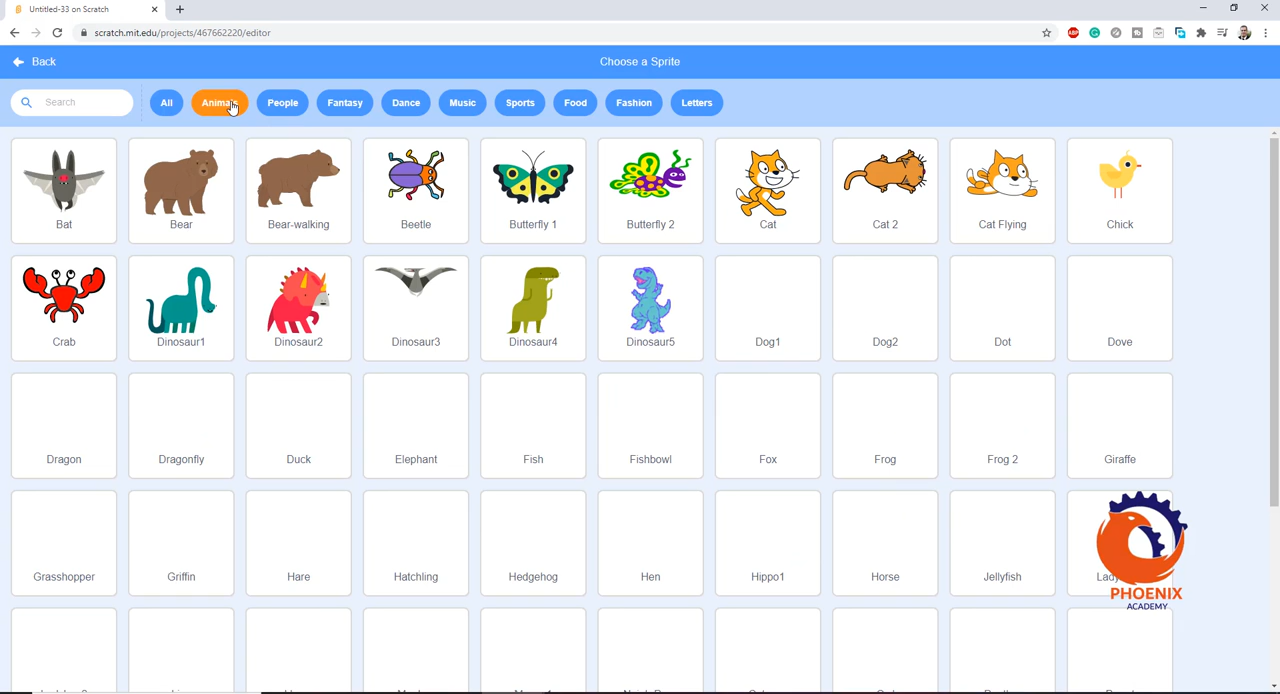 Untitled-33 on Scratch
scratch.mit.edu/projects/467662220/editor
ABP
Back
Choose a Sprite
Search
All
Animals
People
Fantasy
Dance
Music
Sports
Food
Fashion
Letters
Bat
Bear
Bear-walking
Beetle
Butterfly 1
Butterfly 2
Cat
Cat 2
Cat Flying
Chick
Crab
Dinosaur1
Dinosaur2
Dinosaur3
Dinosaur4
Dinosaur5
Dog1
Dog2
Dot
Dove
Dragon
Dragonfly
Duck
Elephant
Fish
Fishbowl
Fox
Frog
Frog 2
Giraffe
Grasshopper
Griffin
Hare
Hatchling
Hedgehog
Hen
Hippo1
Horse
Jellyfish
PHOENIX
ACADEMY